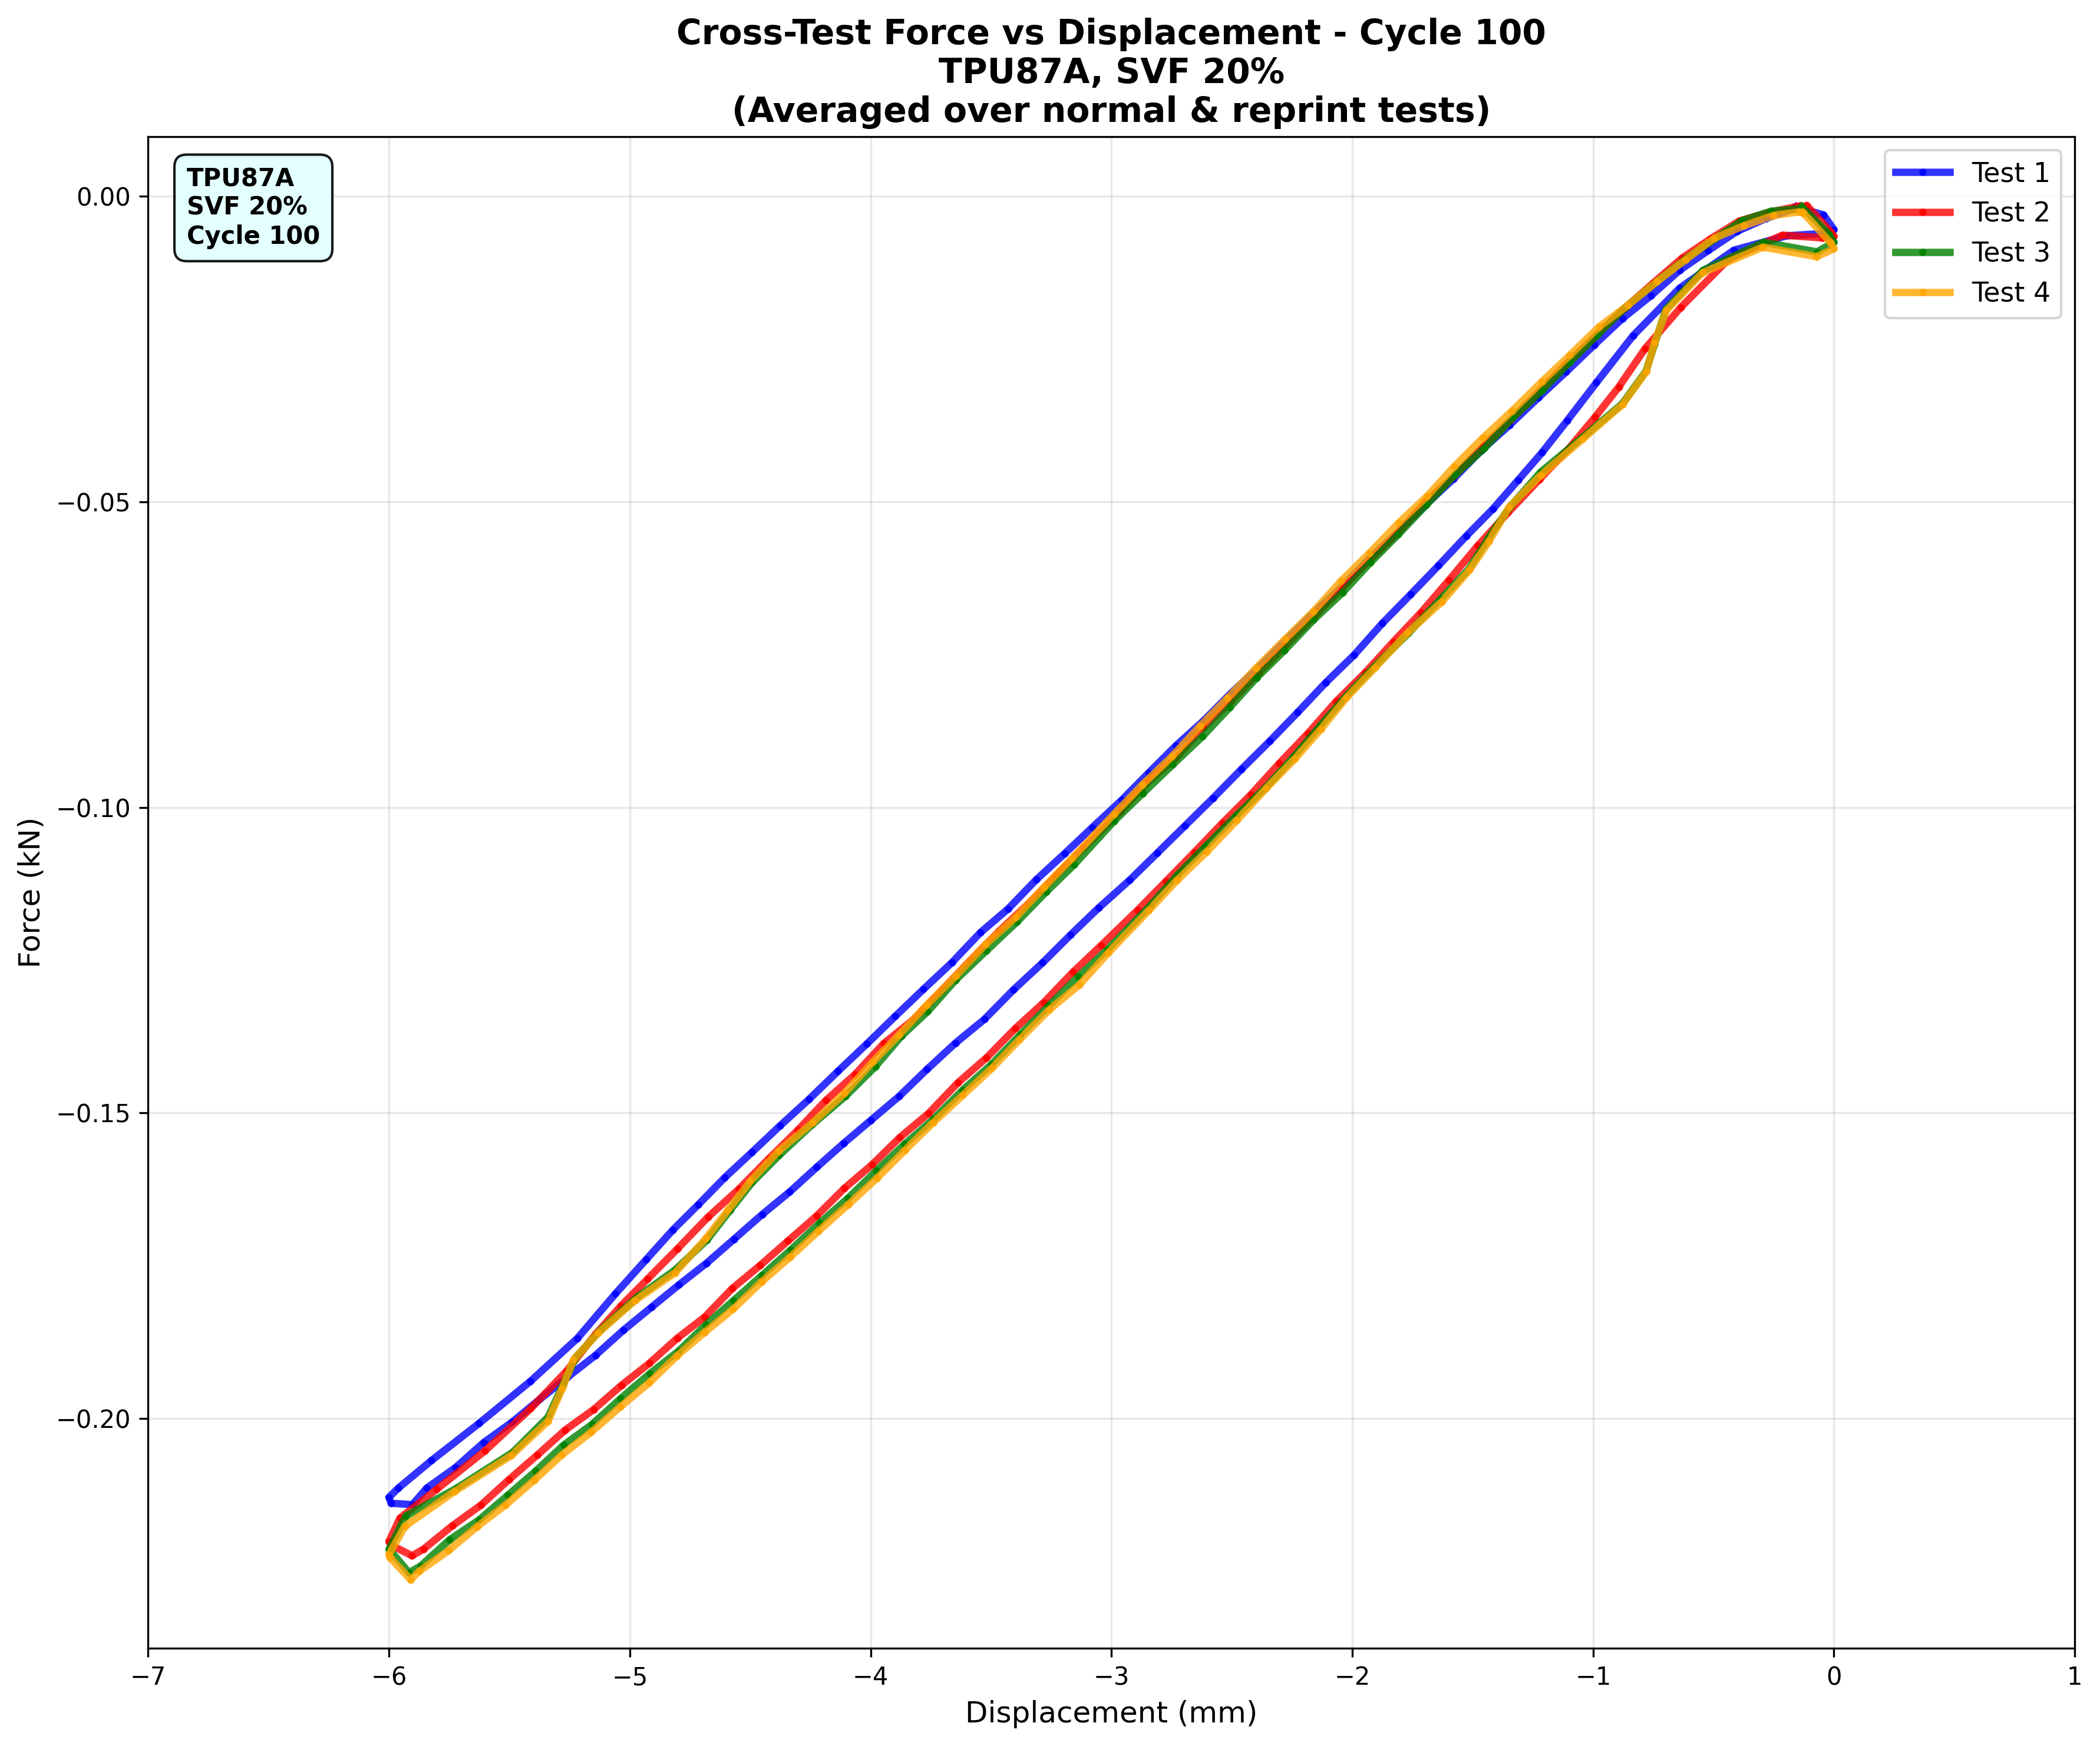 Cross-Test Force vs Displacement - Cycle 100
TPU87A, SVF 20%
(Averaged over normal & reprint tests)
TPU87A
SVF 20%
Cycle 100
Test 1
Test 2
Test 3
Test 4
0.00
−0.05
−0.10
−0.15
−0.20
Force (kN)
−7
−6
−5
−4
−3
−2
−1
0
1
Displacement (mm)